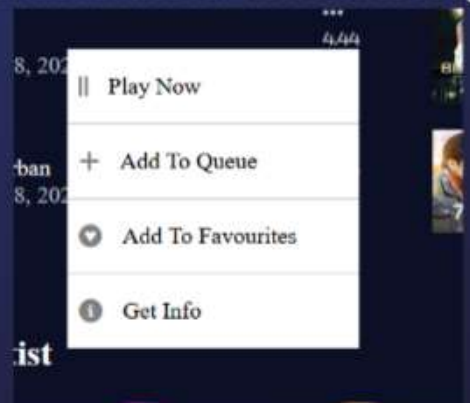 4,44
8, 202
Play Now
Add To Queue
ban
8, 202
Add To Favourites
Get Info
ist